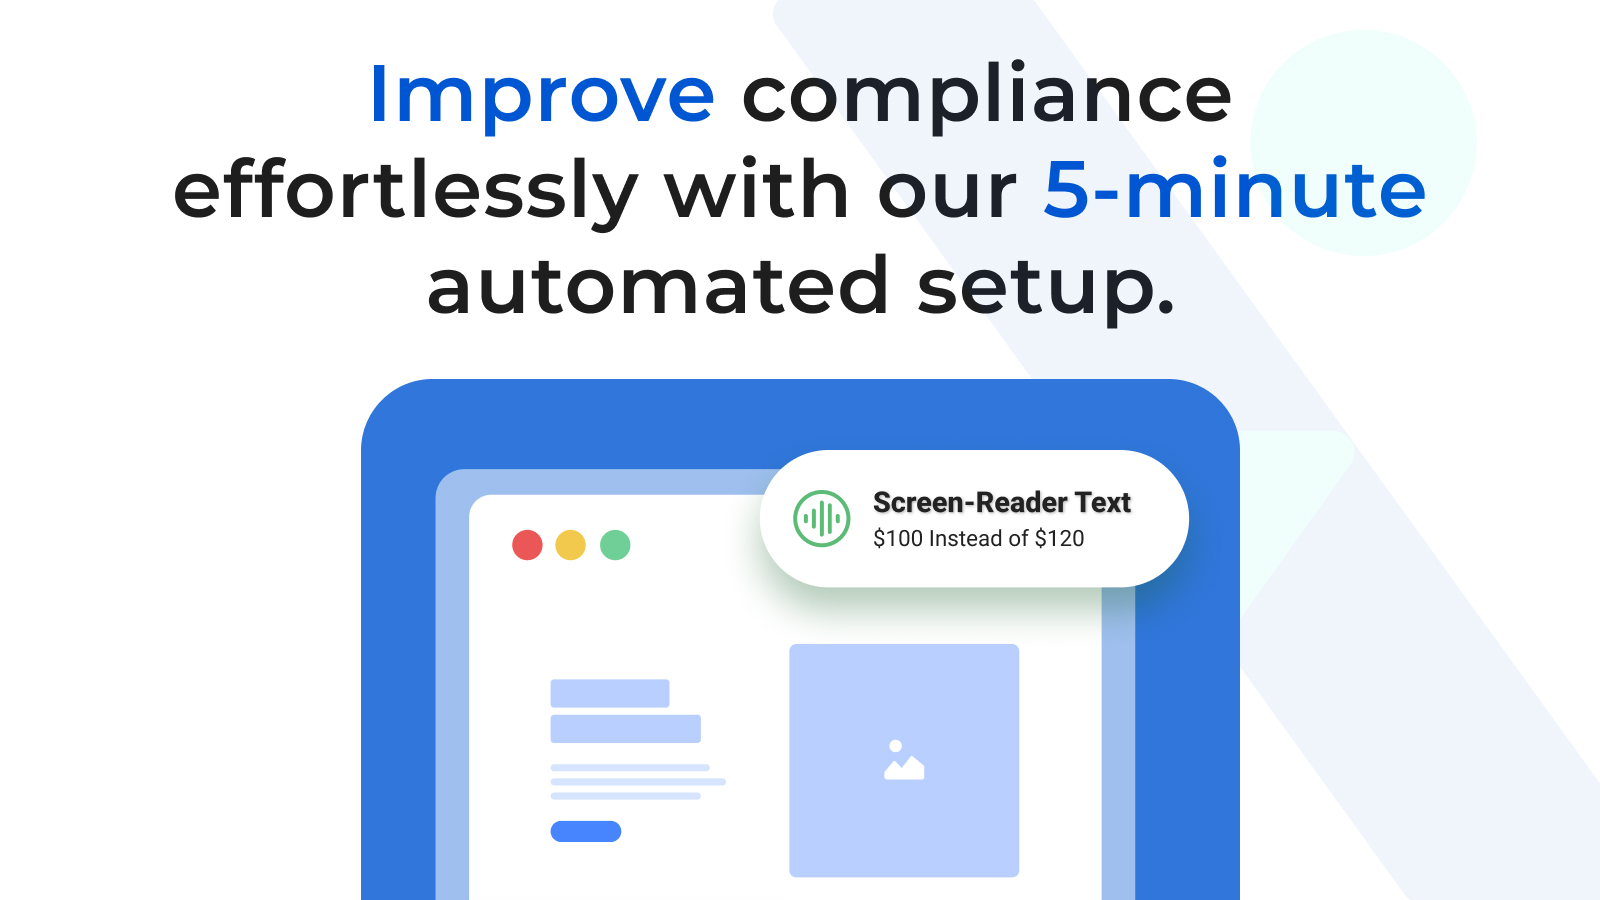 Improve compliance
effortlessly with our 5-minute
automated setup.
Screen-Reader Text
$100 Instead of $120